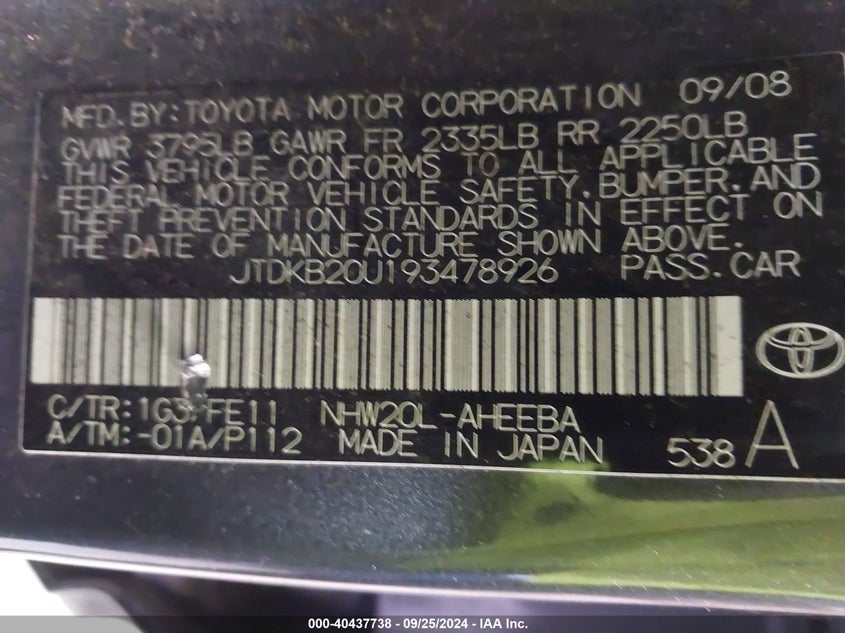 MFD. BY: TOYOTA MOTOR CORPORATION 09/08
GVWR 3795LB GAWR FR 2335LB RR 2250LB
THIS VEHICLE CONFORMS TO ALL APPLICABLE
FEDERAL MOTOR VEHICLE SAFETY, BUMPER, AND
THEFT PREVENTION STANDARDS IN EFFECT ON
THE DATE OF MANUFACTURE SHOWN ABOVE.
JTDKB20U193478926 PASS. CAR
C/TR: FE11 NHW20L-AHEEBA
A/TM:-01A/P112 MADE IN JAPAN 538 A
000-40437738 - 09/25/2024 - IAA Inc.